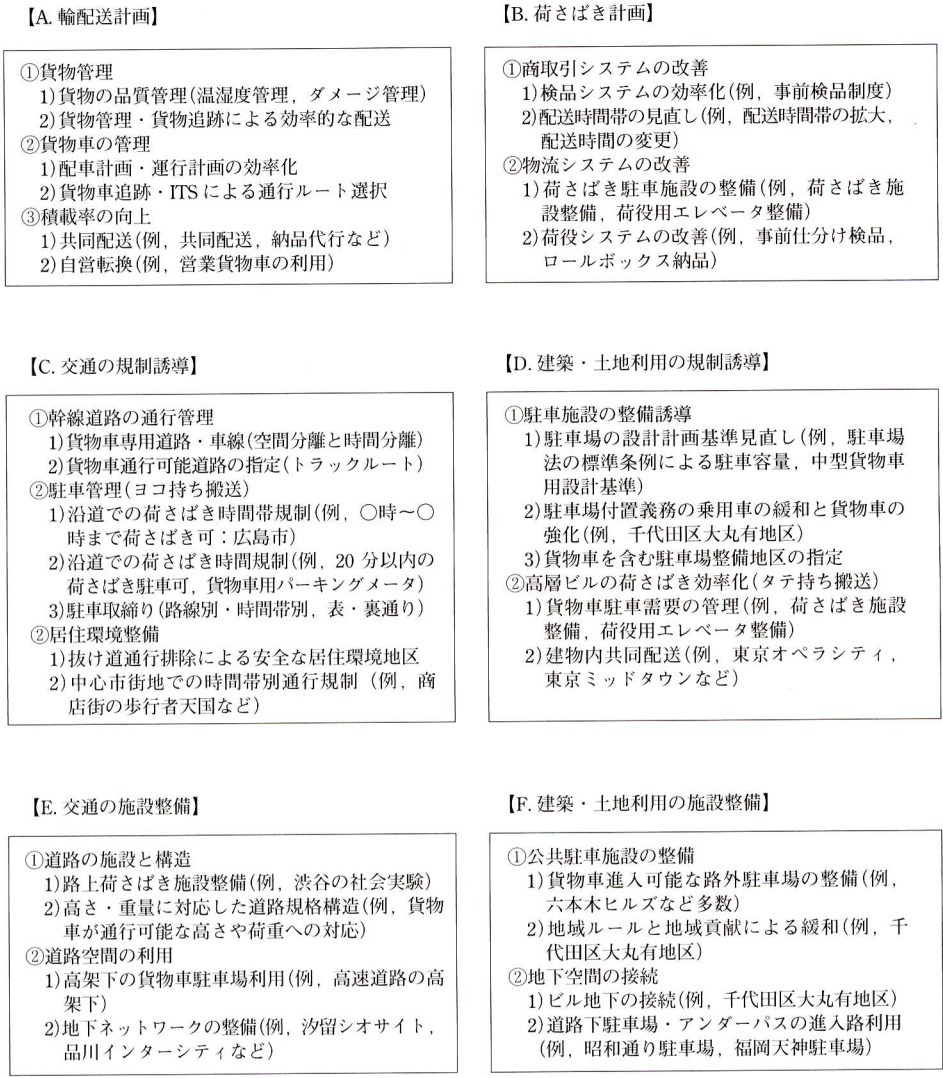 【A. 輸配送計画】
①貨物管理
1)貨物の品質管理(温湿度管理，ダメージ管理)
2)貨物管理・貨物追跡による効率的な配送
②貨物車の管理
1)配車計画・運行計画の効率化
2)貨物車追跡・ITSによる通行ルート選択
③積載率の向上
1)共同配送(例，共同配送，納品代行など)
2)自営転換(例，営業貨物車の利用)
【B. 荷さばき計画】
①商取引システムの改善
1)検品システムの効率化(例，事前検品制度)
2)配送時間帯の見直し(例，配送時間帯の拡大，
配送時間の変更)
②物流システムの改善
1)荷さばき駐車施設の整備(例，荷さばき施
設整備，荷役用エレベータ整備)
2)荷役システムの改善(例，事前仕分け検品，
ロールボックス納品)
【C. 交通の規制誘導】
①幹線道路の通行管理
1)貨物車専用道路・車線(空間分離と時間分離)
2)貨物車通行可能道路の指定(トラックルート)
②駐車管理(ヨコ持ち搬送)
1)沿道での荷さばき時間帯規制(例，〇時〜〇
時まで荷さばき可：広島市)
2)沿道での荷さばき時間規制(例，20分以内の
荷さばき駐車可，貨物車用パーキングメータ)
3)駐車取締り(路線別・時間帯別，表・裏通り)
②居住環境整備
1)抜け道通行排除による安全な居住環境地区
2)中心市街地での時間帯別通行規制（例，商
店街の歩行者天国など)
【D. 建築・土地利用の規制誘導】
①駐車施設の整備誘導
1)駐車場の設計計画基準見直し(例，駐車場
法の標準条例による駐車容量，中型貨物車
用設計基準)
2)駐車場付置義務の乗用車の緩和と貨物車の
強化(例，千代田区大丸有地区)
3)貨物車を含む駐車場整備地区の指定
②高層ビルの荷さばき効率化(タテ持ち搬送)
1)貨物車駐車需要の管理(例，荷さばき施設
整備，荷役用エレベータ整備)
2)建物内共同配送(例，東京オペラシティ，
東京ミッドタウンなど)
【E. 交通の施設整備】
①道路の施設と構造
1)路上荷さばき施設整備(例，渋谷の社会実験)
2)高さ・重量に対応した道路規格構造(例，貨物
車が通行可能な高さや荷重への対応)
②道路空間の利用
1)高架下の貨物車駐車場利用(例，高速道路の高
架下)
2)地下ネットワークの整備(例，汐留シオサイト，
品川インターシティなど)
【F. 建築・土地利用の施設整備】
①公共駐車施設の整備
1)貨物車進入可能な路外駐車場の整備(例，
六本木ヒルズなど多数)
2)地域ルールと地域貢献による緩和(例，千
代田区大丸有地区)
②地下空間の接続
1)ビル地下の接続(例，千代田区大丸有地区)
2)道路下駐車場・アンダーパスの進入路利用
(例，昭和通り駐車場，福岡天神駐車場)